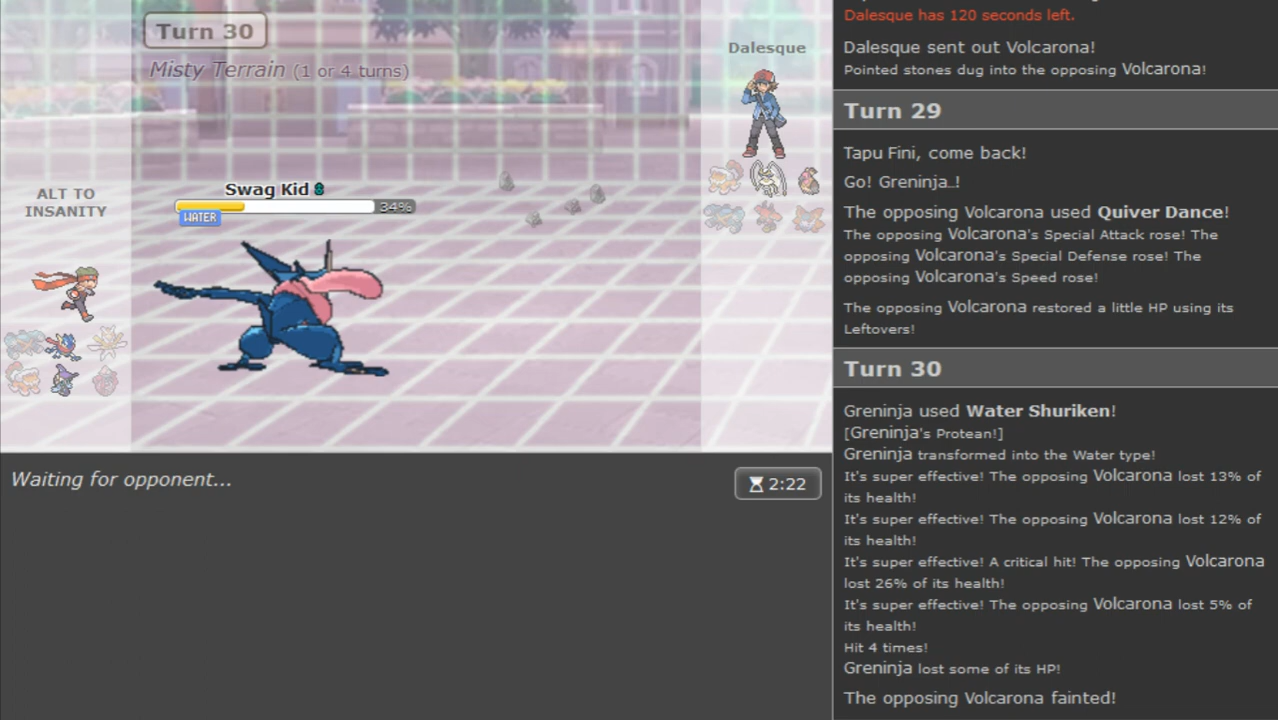 Turn 30
Misty Terrain (1 or 4 turns)
Dalesque
ALT TO
INSANITY
Swag Kid
34%
WATER
Waiting for opponent...
2:22
Dalesque has 120 seconds left.
Dalesque sent out Volcarona!
Pointed stones dug into the opposing Volcarona!
Turn 29
Tapu Fini, come back!
Go! Greninja..!
The opposing Volcarona used Quiver Dance!
The opposing Volcarona's Special Attack rose! The
opposing Volcarona's Special Defense rose! The
opposing Volcarona's Speed rose!
The opposing Volcarona restored a little HP using its
Leftovers!
Turn 30
Greninja used Water Shuriken!
[Greninja's Protean!]
Greninja transformed into the Water type!
It's super effective! The opposing Volcarona lost 13% of
its health!
It's super effective! The opposing Volcarona lost 12% of
its health!
It's super effective! A critical hit! The opposing Volcarona
lost 26% of its health!
It's super effective! The opposing Volcarona lost 5% of
its health!
Hit 4 times!
Greninja lost some of its HP!
The opposing Volcarona fainted!